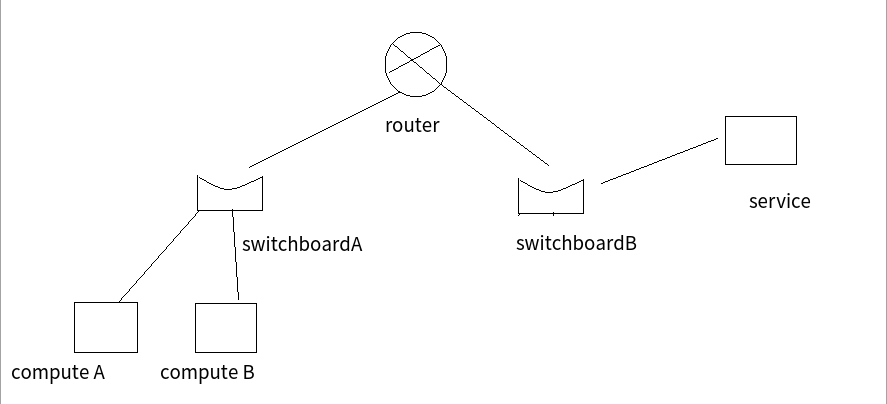 router
service
switchboardA
switchboardB
compute A
compute B